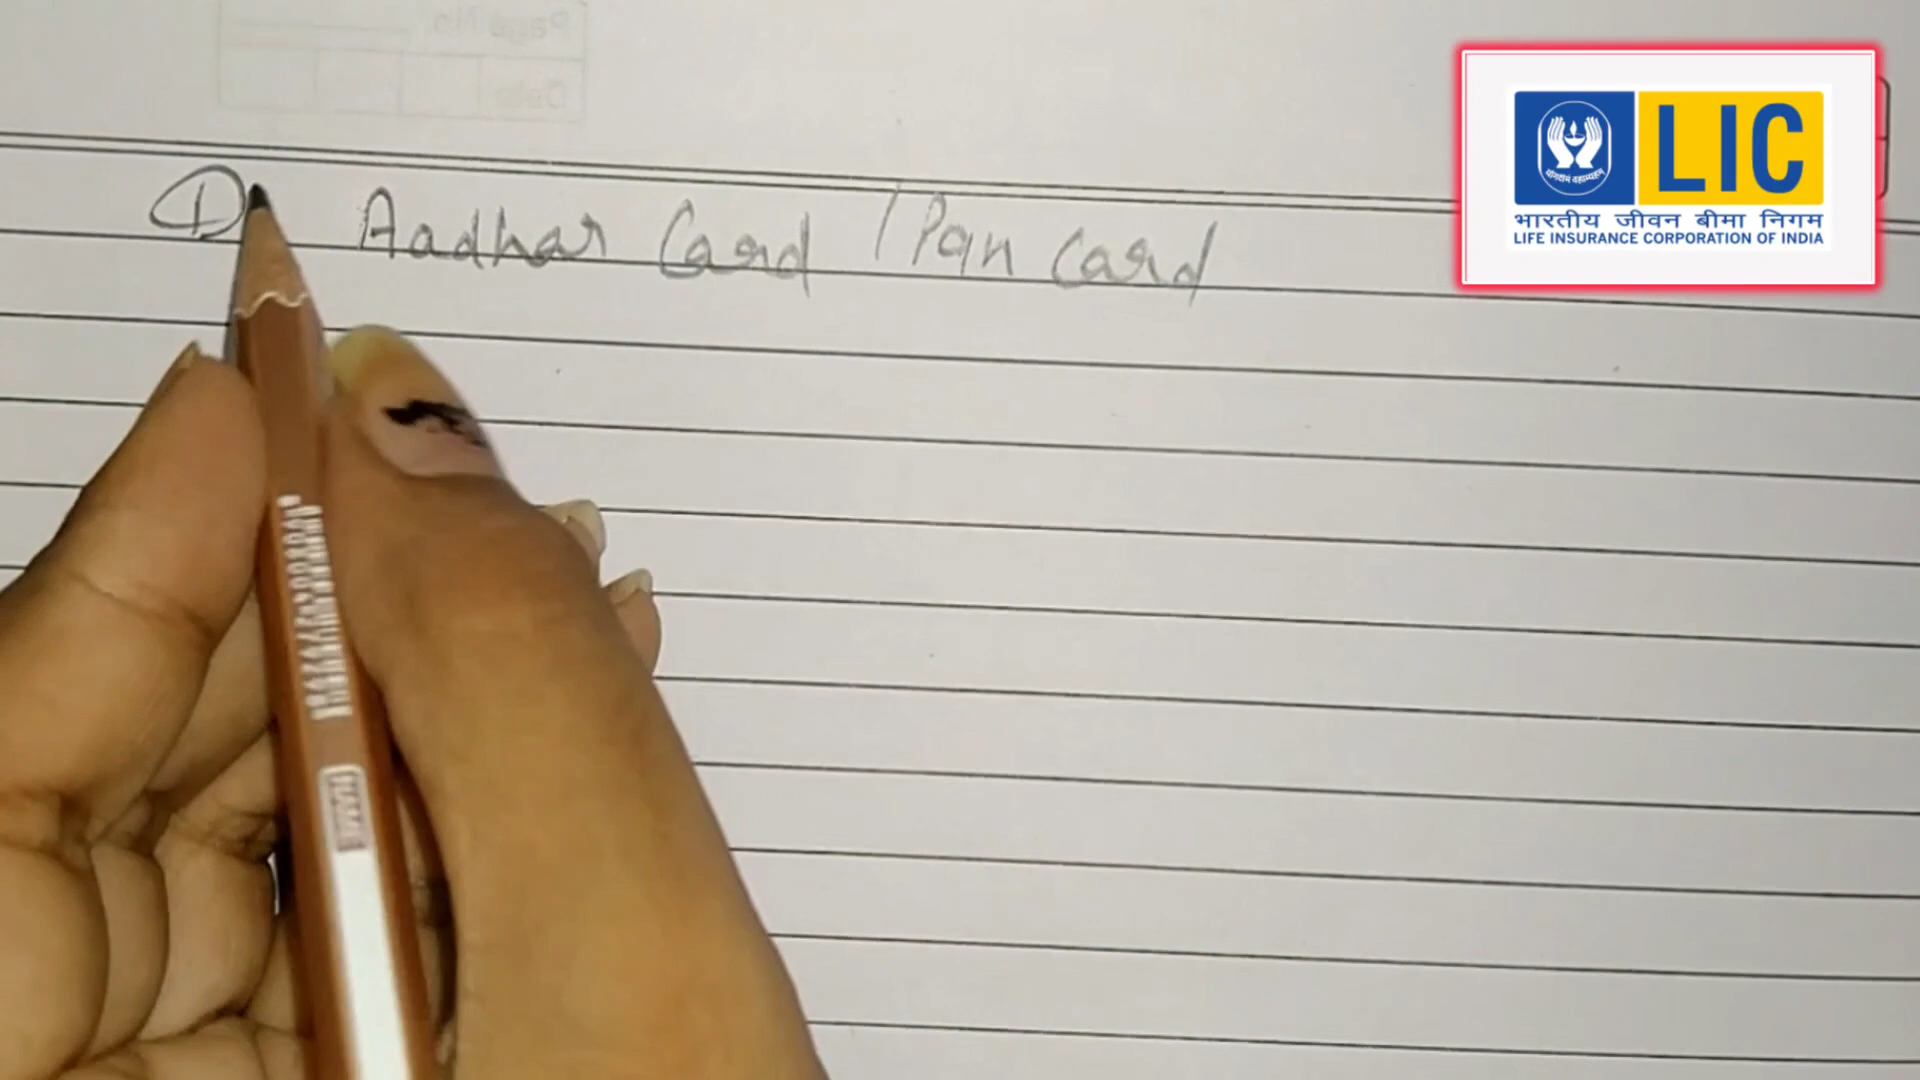 Page No.
Date
① Aadhar Card / Pan Card
LIC
भारतीय जीवन बीमा निगम
LIFE INSURANCE CORPORATION OF INDIA